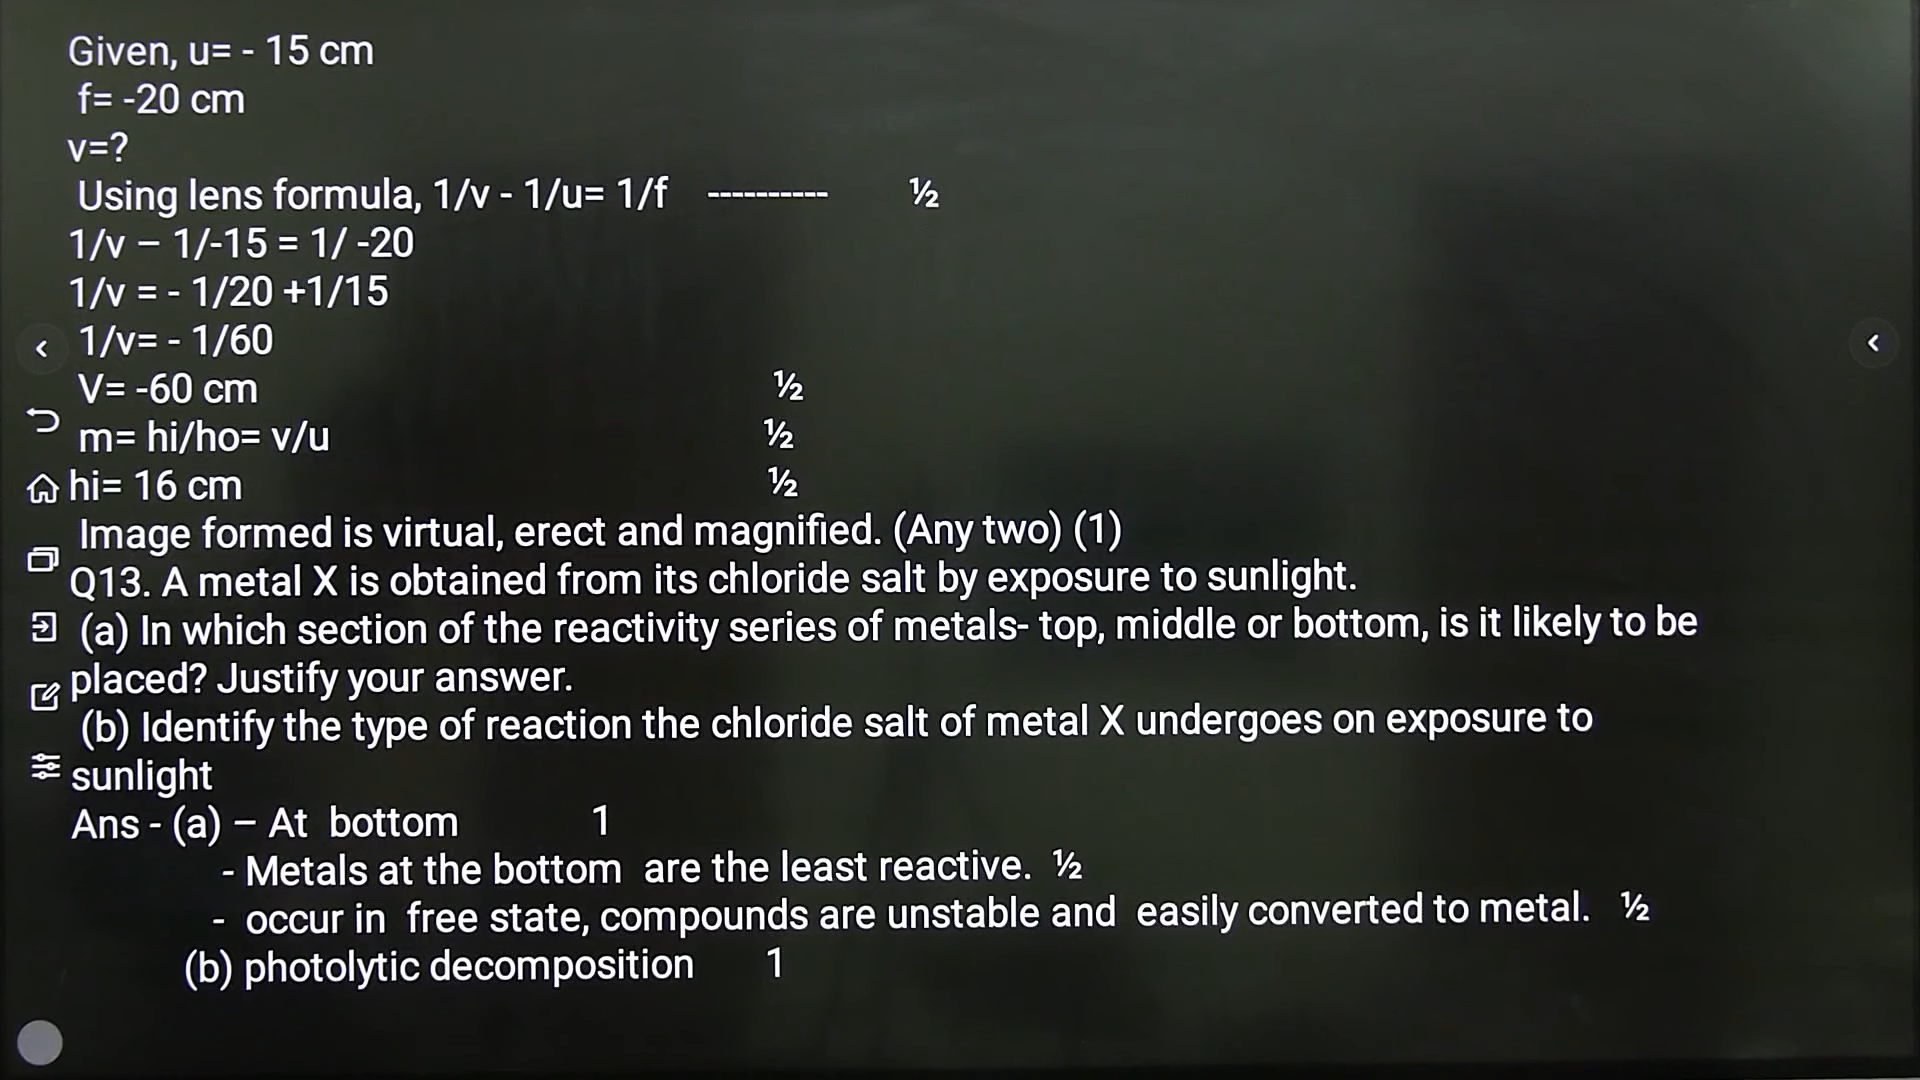 Given, u= - 15 cm
f= -20 cm
v=?
Using lens formula, 1/v - 1/u= 1/f ---------- ½
1/v – 1/-15 = 1/ -20
1/v = - 1/20 +1/15
1/v= - 1/60
V= -60 cm ½
m= hi/ho= v/u ½
hi= 16 cm ½
Image formed is virtual, erect and magnified. (Any two) (1)
Q13. A metal X is obtained from its chloride salt by exposure to sunlight.
(a) In which section of the reactivity series of metals- top, middle or bottom, is it likely to be
placed? Justify your answer.
(b) Identify the type of reaction the chloride salt of metal X undergoes on exposure to
sunlight
Ans - (a) – At bottom 1
- Metals at the bottom are the least reactive. ½
- occur in free state, compounds are unstable and easily converted to metal. ½
(b) photolytic decomposition 1